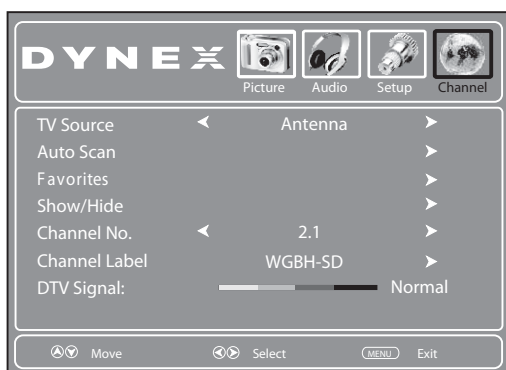 DYNEX
Picture Audio Setup Channel
TV Source Antenna
Auto Scan
Favorites
Show/Hide
Channel No. 2.1
Channel Label WGBH-SD
DTV Signal: Normal
Move Select MENU Exit